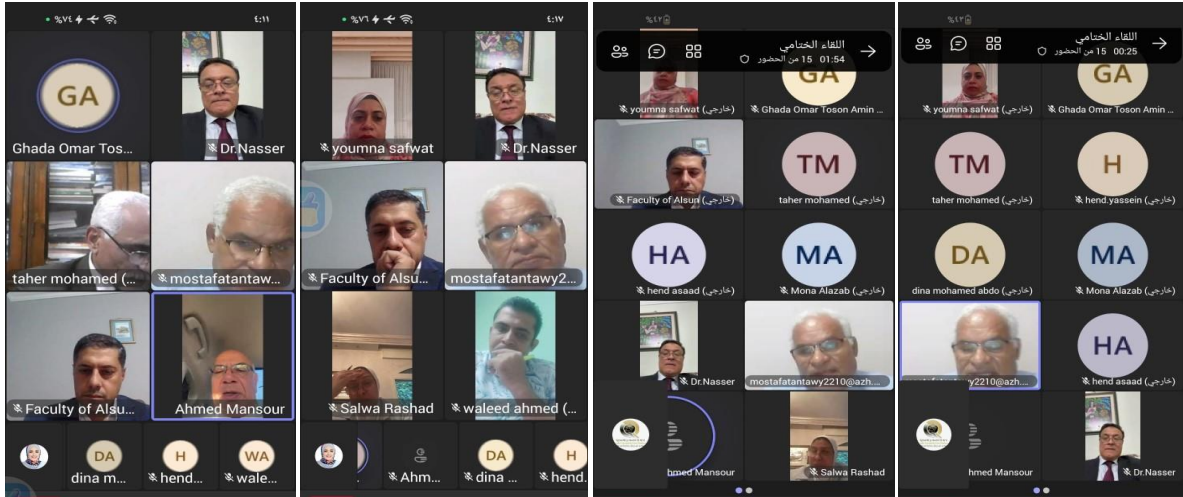 %٧٤
٤:١١
GA
Ghada Omar Tos...
Dr.Nasser
taher mohamed (...
mostafatantaw...
Faculty of Alsu...
Ahmed Mansour
DA
H
WA
dina m...
hend...
wale...
%٧٦
٤:١٧
youmna safwat
Dr.Nasser
Faculty of Alsu...
mostafatantawy2...
Salwa Rashad
waleed ahmed (...
DA
H
Ahm...
dina ...
hend.
%٤٢
اللقاء الختامي
01:54 15 من الحضور
GA
youmna safwat (خارجي)
Ghada Omar Toson Amin ...
TM
Faculty of Alsun (خارجي)
taher mohamed (خارجي)
HA
MA
hend asaad (خارجي)
Mona Alazab (خارجي)
Dr.Nasser
mostafatantawy2210@azh....
hmed Mansour
Salwa Rashad
%٤٣
اللقاء الختامي
00:25 15 من الحضور
GA
youmna safwat (خارجي)
Ghada Omar Toson Amin ...
TM
H
taher mohamed (خارجي)
hend.yassein (خارجي)
DA
MA
dina mohamed abdo (خارجي)
Mona Alazab (خارجي)
HA
hend asaad (خارجي)
hmed Mansour
Dr.Nasser